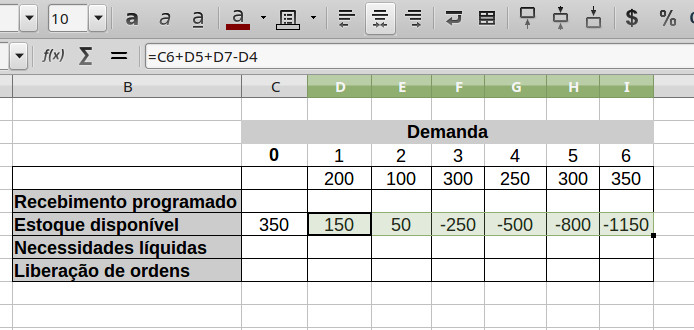 10 a a a a $ %
f(x) Σ = =C6+D5+D7-D4
B C D E F G H I
Demanda
0 1 2 3 4 5 6
200 100 300 250 300 350
Recebimento programado
Estoque disponível 350 150 50 -250 -500 -800 -1150
Necessidades líquidas
Liberação de ordens